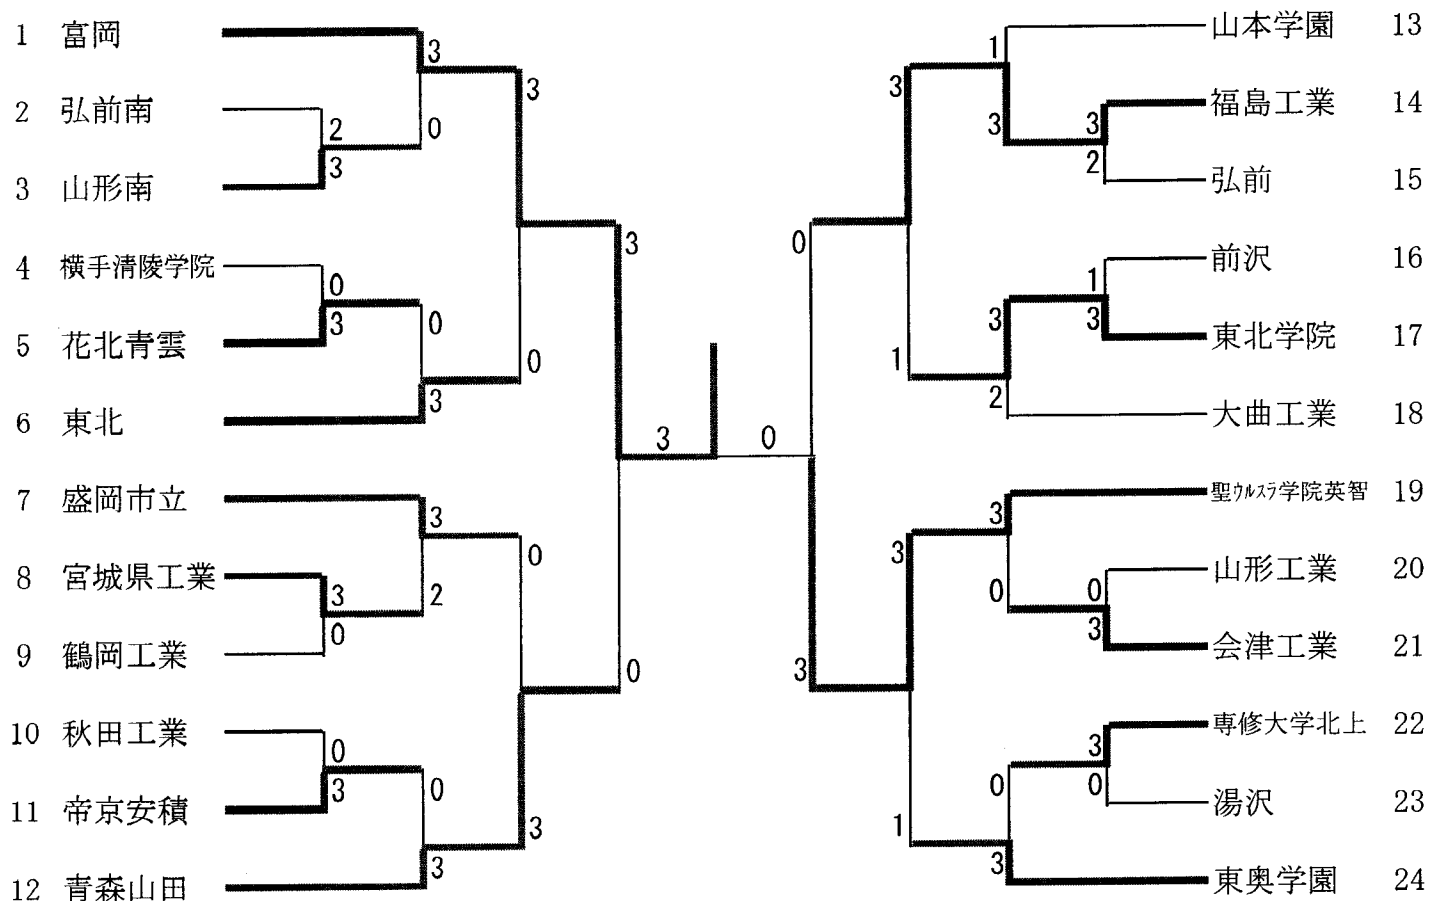 1 富岡
3
3
2 弘前南
2
0
3
3 山形南
3
4 横手清陵学院
0
3
0
5 花北青雲
0
3
6 東北
3
0
7 盛岡市立
3
0
8 宮城県工業
3
2
0
9 鶴岡工業
0
10 秋田工業
0
3
0
11 帝京安積
3
3
12 青森山田
山本学園 13
1
3
福島工業 14
3
3
2
弘前 15
0
前沢 16
1
3
3
東北学院 17
1
2
大曲工業 18
聖ウルスラ学院英智 19
3
3
山形工業 20
0
0
3
会津工業 21
3
専修大学北上 22
3
0
0
湯沢 23
1
3
東奥学園 24